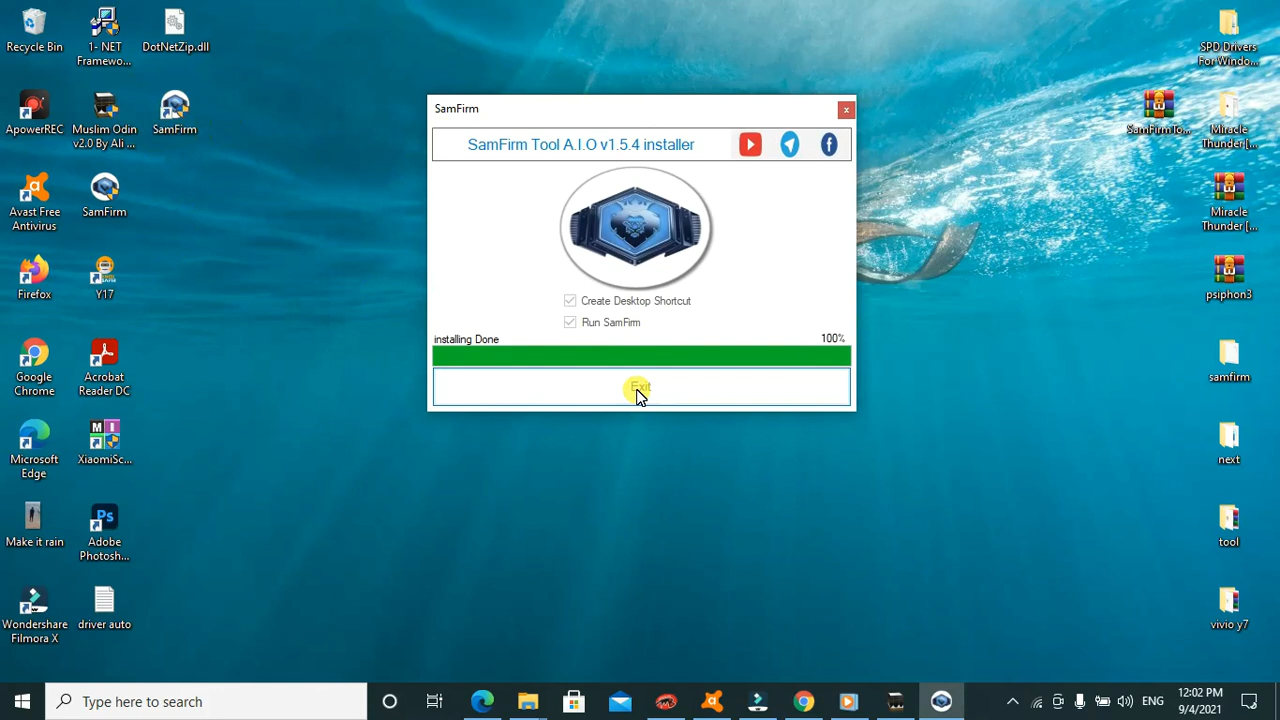 Recycle Bin
1- NET
Framewo...
DotNetZip.dll
ApowerREC
Muslim Odin
v2.0 By Ali ...
SamFirm
Avast Free
Antivirus
SamFirm
Firefox
Y17
Google
Chrome
Acrobat
Reader DC
Microsoft
Edge
XiaomiSc...
Make it rain
Adobe
Photosh...
Wondershare
Filmora X
driver auto
SamFirm
SamFirm Tool A.I.O v1.5.4 installer
Create Desktop Shortcut
Run SamFirm
installing Done
100%
Exit
SPD Drivers
For Windo...
SamFirm To...
Miracle
Thunder [...
Miracle
Thunder [...
psiphon3
samfirm
next
tool
vivio y7
Type here to search
ENG
12:02 PM
9/4/2021